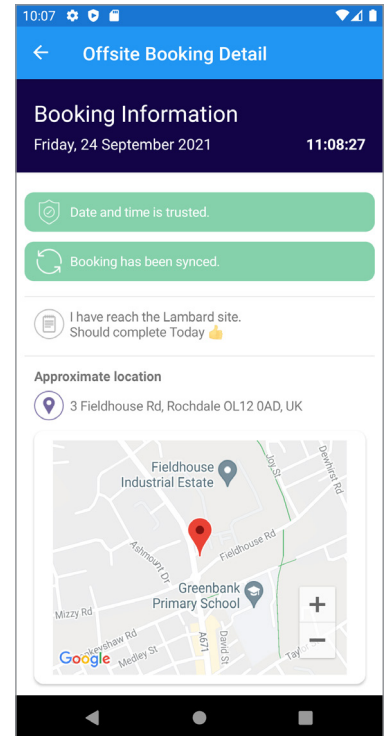 10:07
Offsite Booking Detail
Booking Information
Friday, 24 September 2021 11:08:27
Date and time is trusted.
Booking has been synced.
I have reach the Lambard site.
Should complete Today 👍
Approximate location
3 Fieldhouse Rd, Rochdale OL12 0AD, UK
Fieldhouse
Industrial Estate
Joy St
Dewhirst Rd
Ashmount Dr
Fieldhouse Rd
Greenbank
Primary School
Mizzy Rd
+
A671
David St
Medley St
−
Google